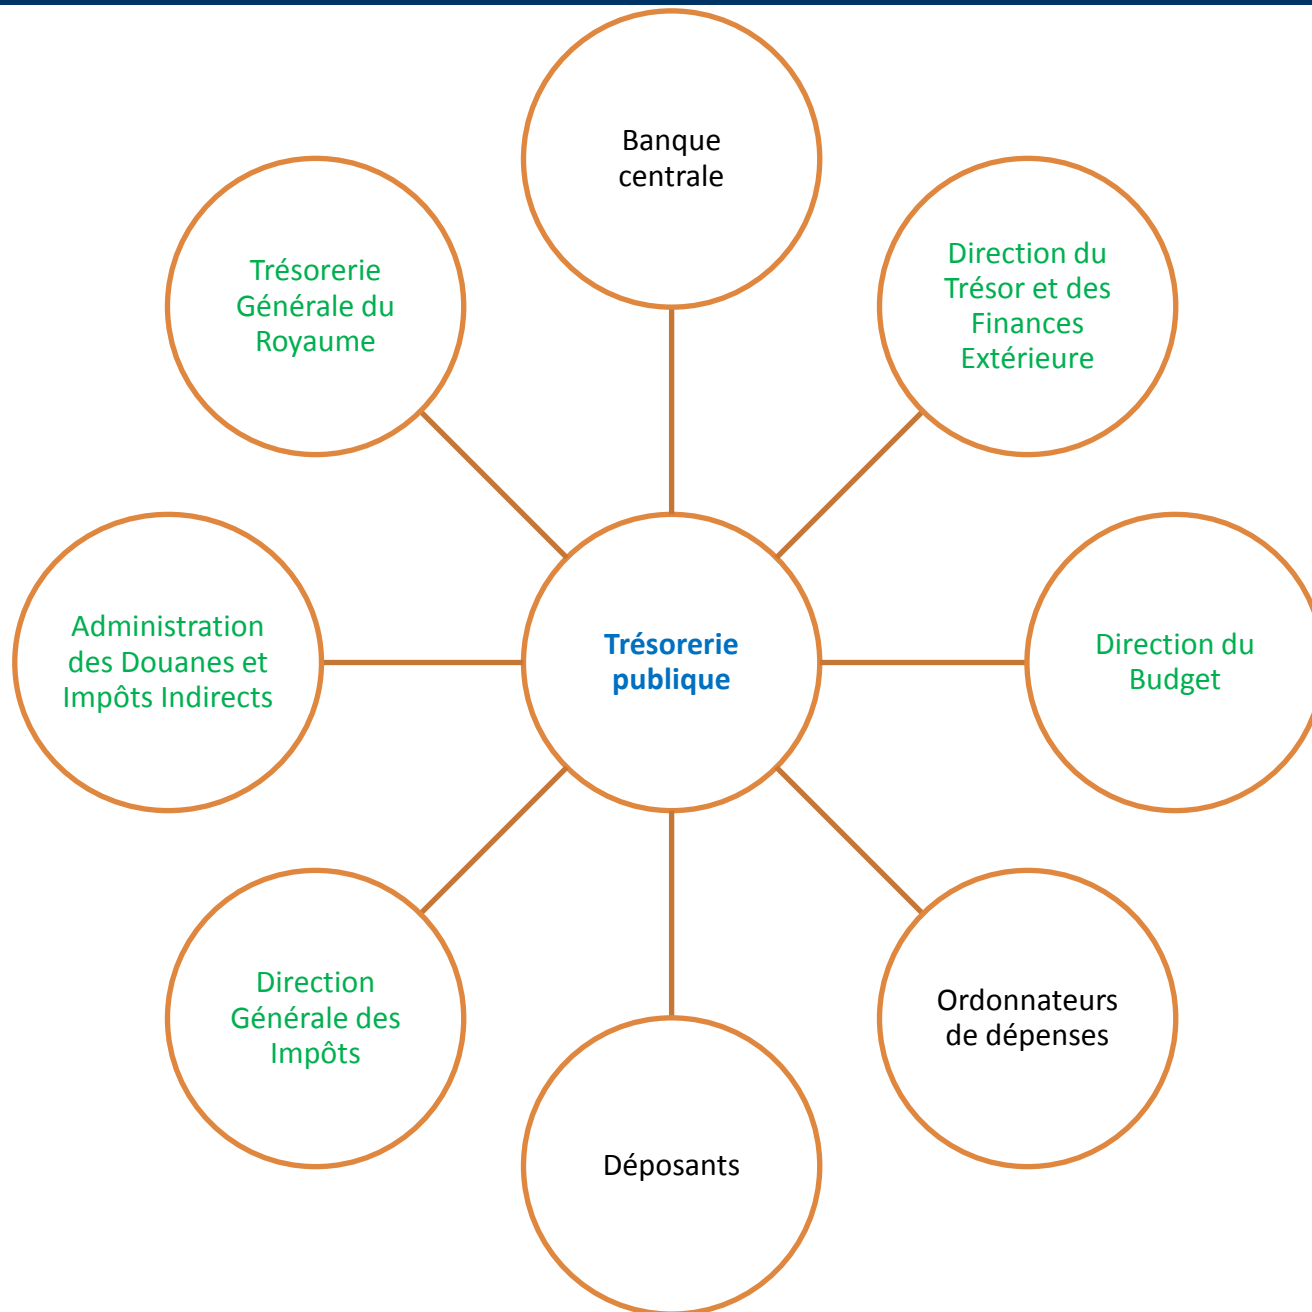 Banque
centrale
Trésorerie
Générale du
Royaume
Direction du
Trésor et des
Finances
Extérieure
Administration
des Douanes et
Impôts Indirects
Trésorerie
publique
Direction du
Budget
Direction
Générale des
Impôts
Ordonnateurs
de dépenses
Déposants